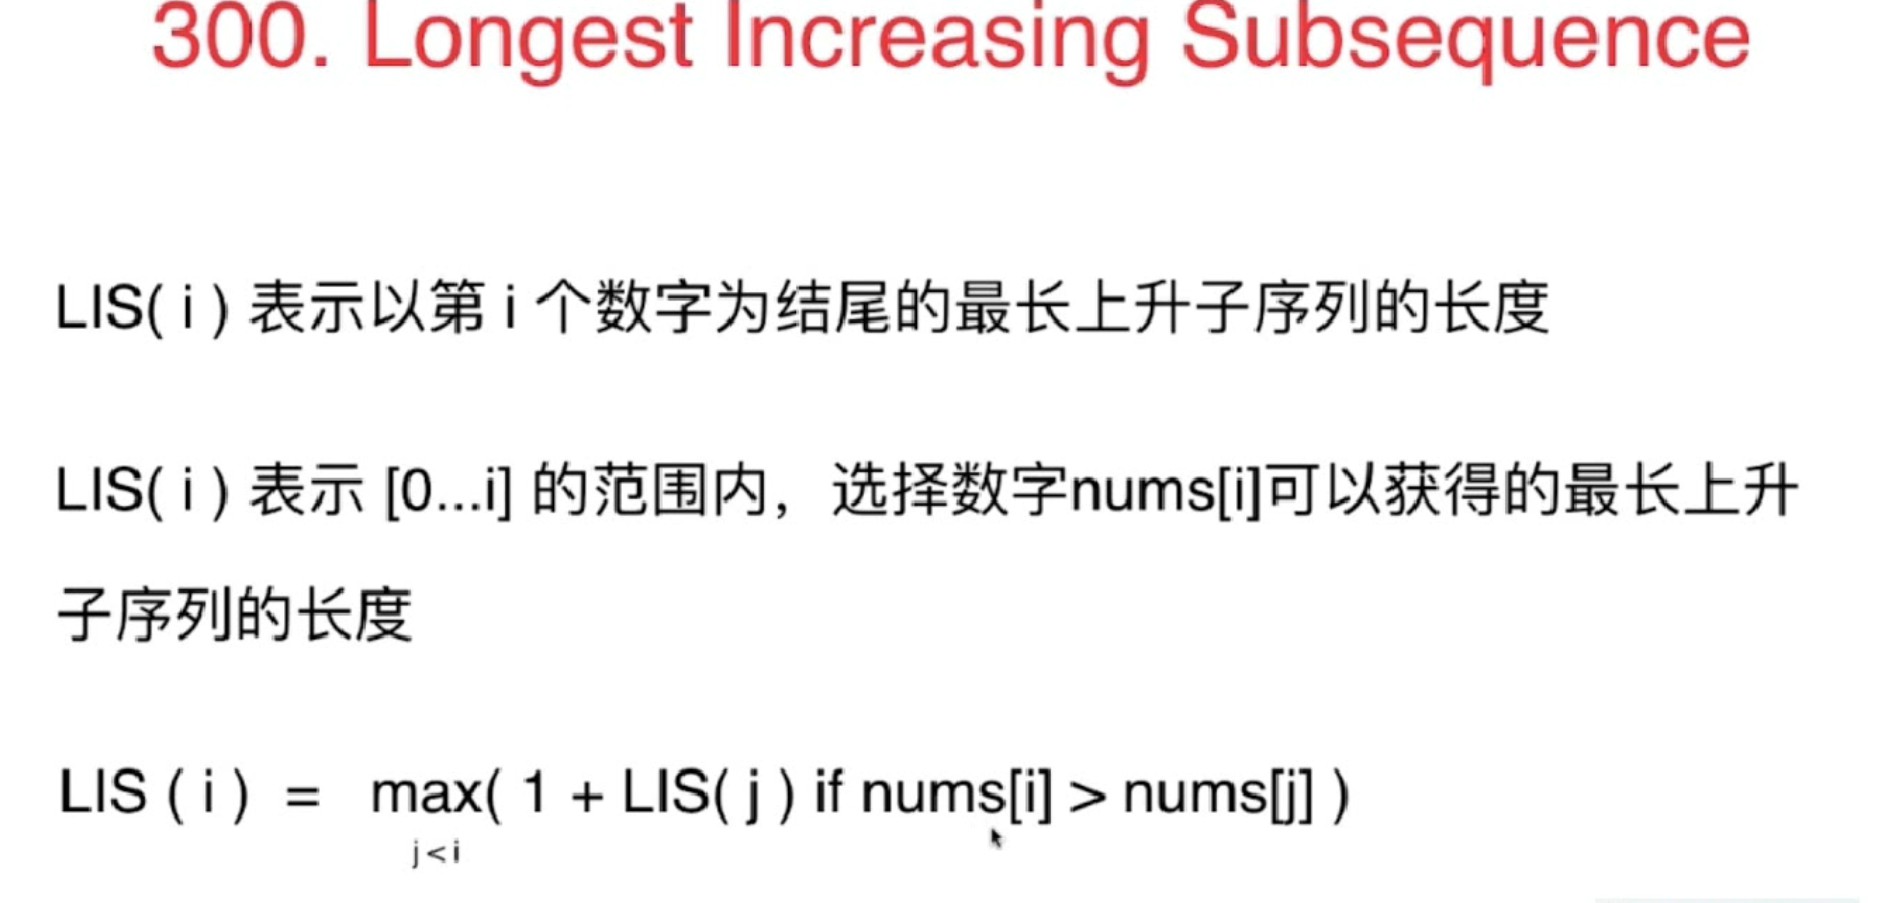 300. Longest Increasing Subsequence
LIS( i ) 表示以第 i 个数字为结尾的最长上升子序列的长度
LIS( i ) 表示 [0...i] 的范围内，选择数字nums[i]可以获得的最长上升
子序列的长度
LIS ( i ) = max( 1 + LIS( j ) if nums[i] > nums[j] )
j < i